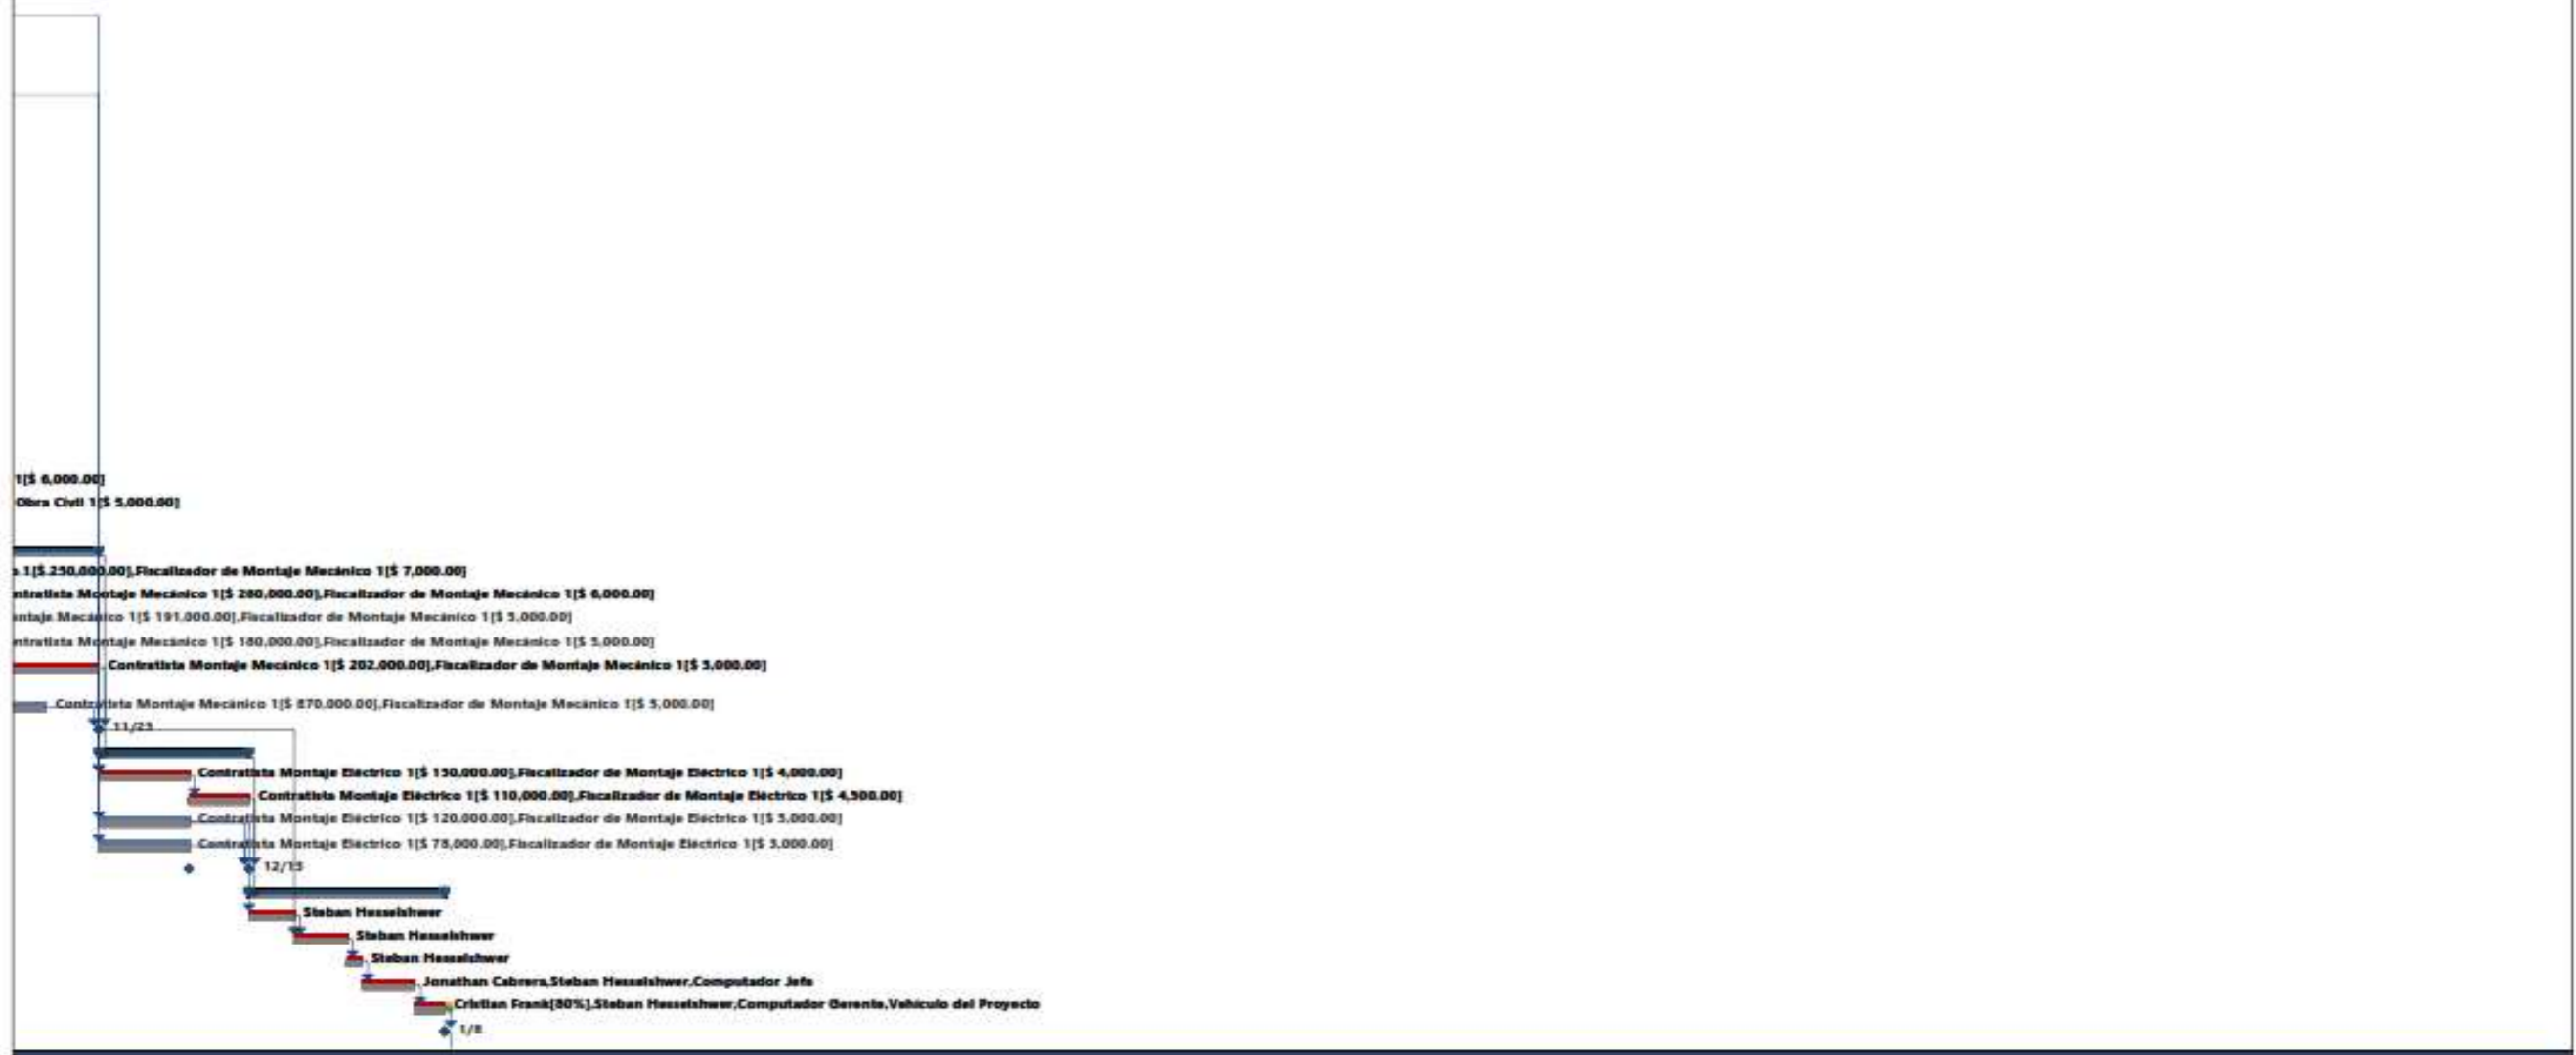 1[$ 6,000.00]
Obra Civil 1[$ 5,000.00]
o 1[$ 250,000.00],Fiscalizador de Montaje Mecánico 1[$ 7,000.00]
ntratista Montaje Mecánico 1[$ 260,000.00],Fiscalizador de Montaje Mecánico 1[$ 6,000.00]
ontaje Mecánico 1[$ 191,000.00],Fiscalizador de Montaje Mecánico 1[$ 5,000.00]
ntratista Montaje Mecánico 1[$ 180,000.00],Fiscalizador de Montaje Mecánico 1[$ 5,000.00]
Contratista Montaje Mecánico 1[$ 202,000.00],Fiscalizador de Montaje Mecánico 1[$ 5,000.00]
Contratista Montaje Mecánico 1[$ 870,000.00],Fiscalizador de Montaje Mecánico 1[$ 5,000.00]
11/23
Contratista Montaje Eléctrico 1[$ 150,000.00],Fiscalizador de Montaje Eléctrico 1[$ 4,000.00]
Contratista Montaje Eléctrico 1[$ 110,000.00],Fiscalizador de Montaje Eléctrico 1[$ 4,500.00]
Contratista Montaje Eléctrico 1[$ 120,000.00],Fiscalizador de Montaje Eléctrico 1[$ 5,000.00]
Contratista Montaje Eléctrico 1[$ 78,000.00],Fiscalizador de Montaje Eléctrico 1[$ 3,000.00]
12/15
Steban Hesselshwer
Steban Hesselshwer
Steban Hesselshwer
Jonathan Cabrera,Steban Hesselshwer,Computador Jefe
Cristian Frank[80%],Steban Hesselshwer,Computador Gerente,Vehículo del Proyecto
1/8